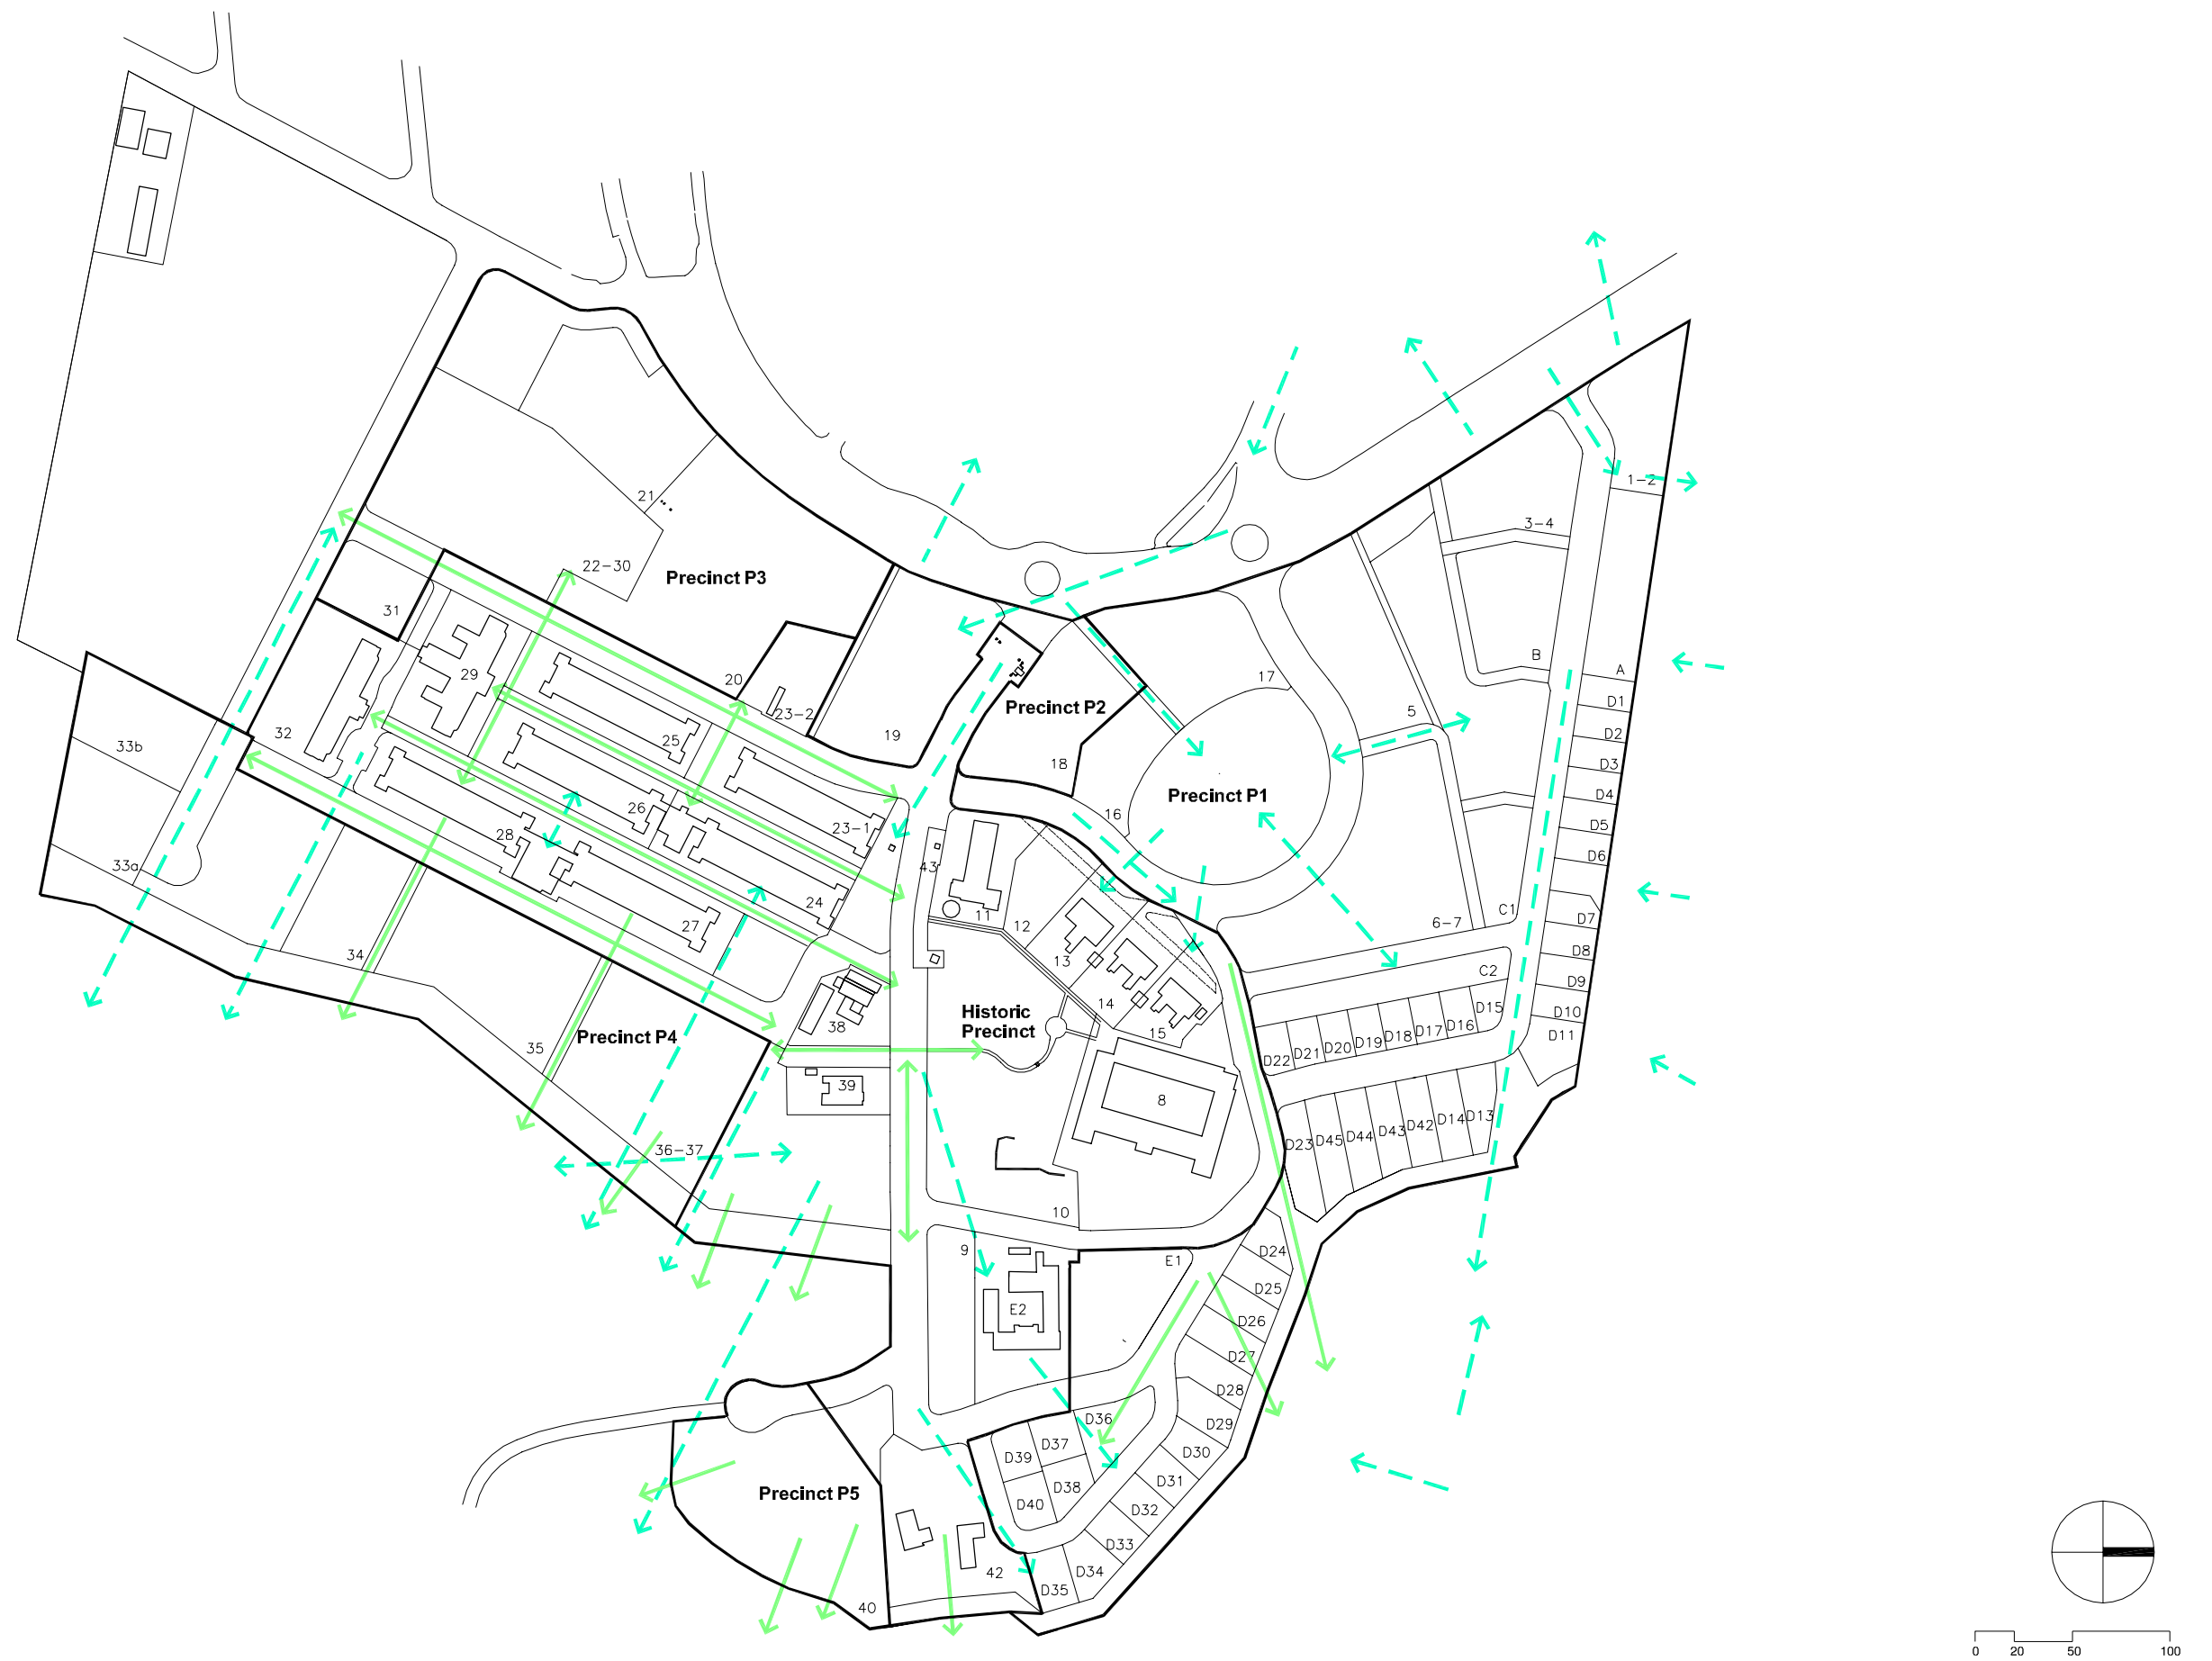 1-2
3-4
21
22-30
Precinct P3
31
B
A
29
20
17
D1
Precinct P2
23-2
5
33b
32
25
19
D2
18
D3
Precinct P1
D4
26
16
28
23-1
D5
33a
43
D6
24
11
C1
27
12
6-7
D7
34
13
D8
C2
14
D9
Historic
Precinct
38
15
D15
D10
Precinct P4
35
D22
D21
D20
D19
D18
D17
D16
D11
39
8
D23
D45
D44
D43
D42
D14
D13
36-37
10
9
E1
D24
D25
E2
D26
D27
D28
D36
D29
D37
D39
D30
Precinct P5
D38
D31
D40
D32
D33
42
D34
D35
40
0 20 50 100